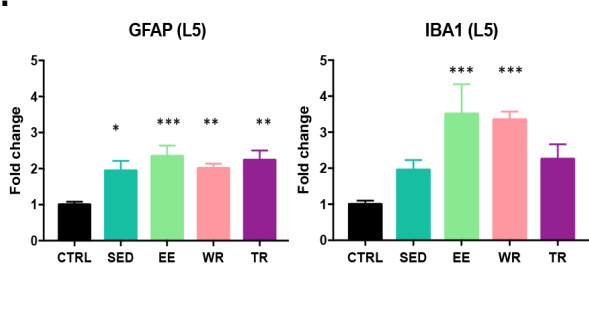 GFAP (L5)
Fold change
5
4
3
2
1
0
* *** ** **
CTRL SED EE WR TR
IBA1 (L5)
Fold change
5
4
3
2
1
0
*** ***
CTRL SED EE WR TR